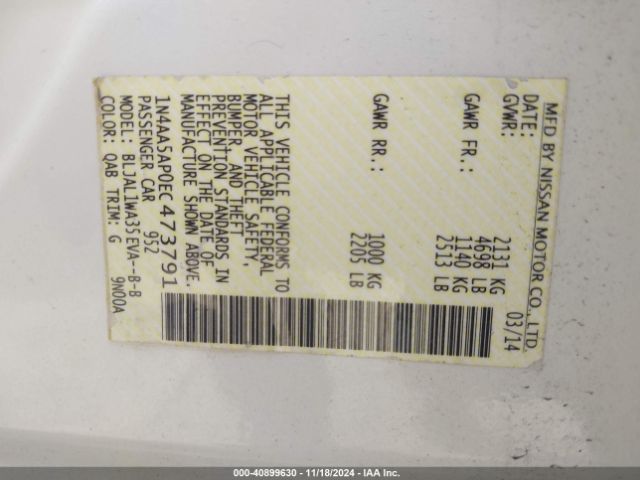 MFD BY NISSAN MOTOR CO., LTD.
DATE: 03/14
GVWR: 2131 KG
4698 LB
GAWR FR.: 1140 KG
2513 LB
GAWR RR.: 1000 KG
2205 LB
THIS VEHICLE CONFORMS TO
ALL APPLICABLE FEDERAL
MOTOR VEHICLE SAFETY,
BUMPER, AND THEFT
PREVENTION STANDARDS IN
EFFECT ON THE DATE OF
MANUFACTURE SHOWN ABOVE.
1N4AA5AP0EC473791
PASSENGER CAR 952
MODEL: BLJALIWA35EVA--B-B
COLOR: QAB TRIM: G 9N00A
000-40899630 - 11/18/2024 - IAA Inc.